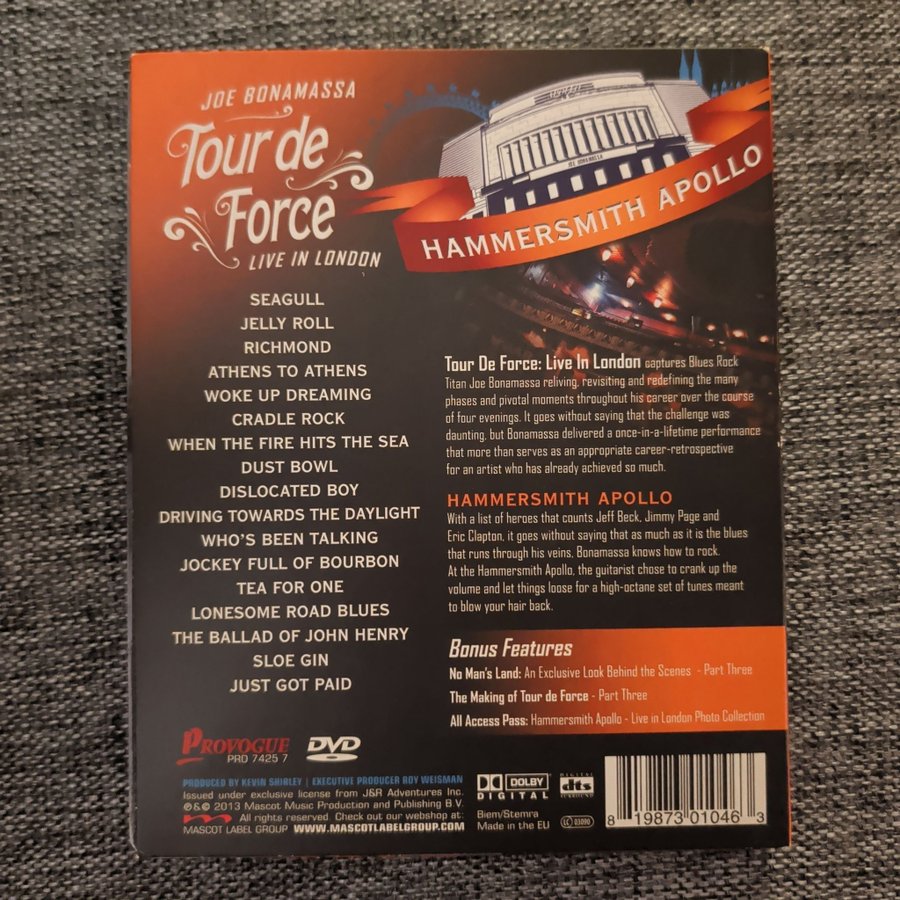 JOE BONAMASSA
Tour de
Force
LIVE IN LONDON
JOE BONAMASSA
HAMMERSMITH APOLLO
SEAGULL
JELLY ROLL
RICHMOND
ATHENS TO ATHENS
WOKE UP DREAMING
CRADLE ROCK
WHEN THE FIRE HITS THE SEA
DUST BOWL
DISLOCATED BOY
DRIVING TOWARDS THE DAYLIGHT
WHO'S BEEN TALKING
JOCKEY FULL OF BOURBON
TEA FOR ONE
LONESOME ROAD BLUES
THE BALLAD OF JOHN HENRY
SLOE GIN
JUST GOT PAID
Tour De Force: Live In London captures Blues Rock
Titan Joe Bonamassa reliving, revisiting and redefining the many
phases and pivotal moments throughout his career over the course
of four evenings. It goes without saying that the challenge was
daunting, but Bonamassa delivered a once-in-a-lifetime performance
that more than serves as an appropriate career-retrospective
for an artist who has already achieved so much.
HAMMERSMITH APOLLO
With a list of heroes that counts Jeff Beck, Jimmy Page and
Eric Clapton, it goes without saying that as much as it is the blues
that runs through his veins, Bonamassa knows how to rock.
At the Hammersmith Apollo, the guitarist chose to crank up the
volume and let things loose for a high-octane set of tunes meant
to blow your hair back.
Bonus Features
No Man's Land: An Exclusive Look Behind the Scenes - Part Three
The Making of Tour de Force - Part Three
All Access Pass: Hammersmith Apollo - Live in London Photo Collection
PROVOGUE
PRD 7425 7
DVD
VIDEO
PRODUCED BY KEVIN SHIRLEY | EXECUTIVE PRODUCER ROY WEISMAN
Issued under exclusive license from J&R Adventures Inc.
℗&© 2013 Mascot Music Production and Publishing B.V.
All rights reserved. Check out our webshop at:
MASCOT LABEL GROUP WWW.MASCOTLABELGROUP.COM
DOLBY
DIGITAL
DIGITAL
dts
SURROUND
Biem/Stemra
Made in the EU
LC 03090
8 19873 01046 3